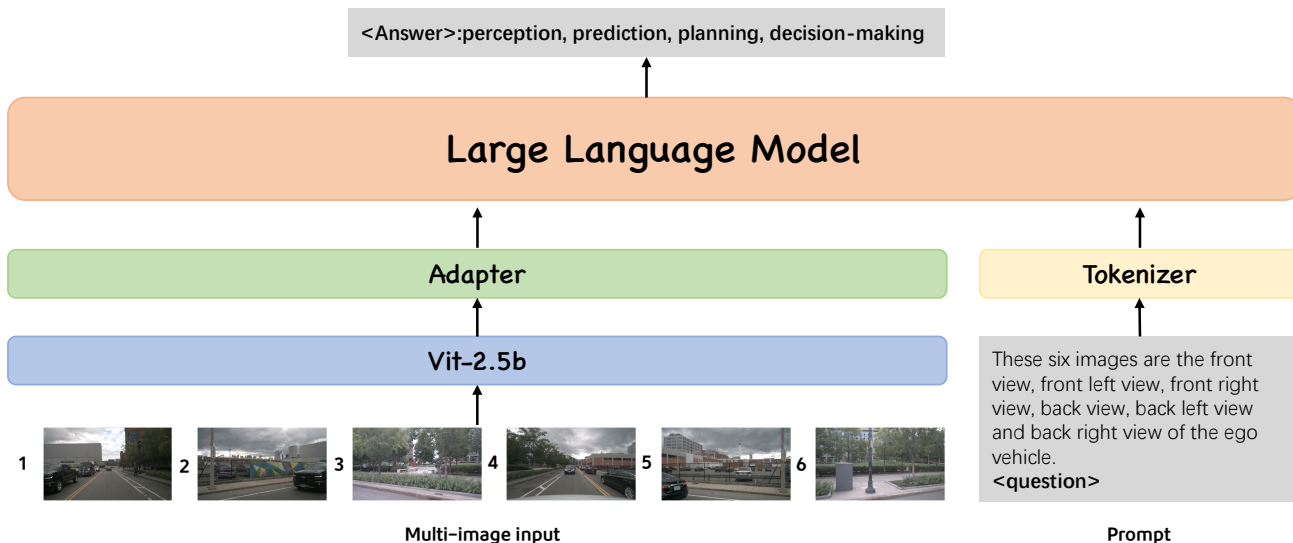 <Answer>:perception, prediction, planning, decision-making
Large Language Model
Adapter
Tokenizer
Vit-2.5b
These six images are the front
view, front left view, front right
view, back view, back left view
and back right view of the ego
vehicle.
<question>
1 2 3 4 5 6
Multi-image input
Prompt